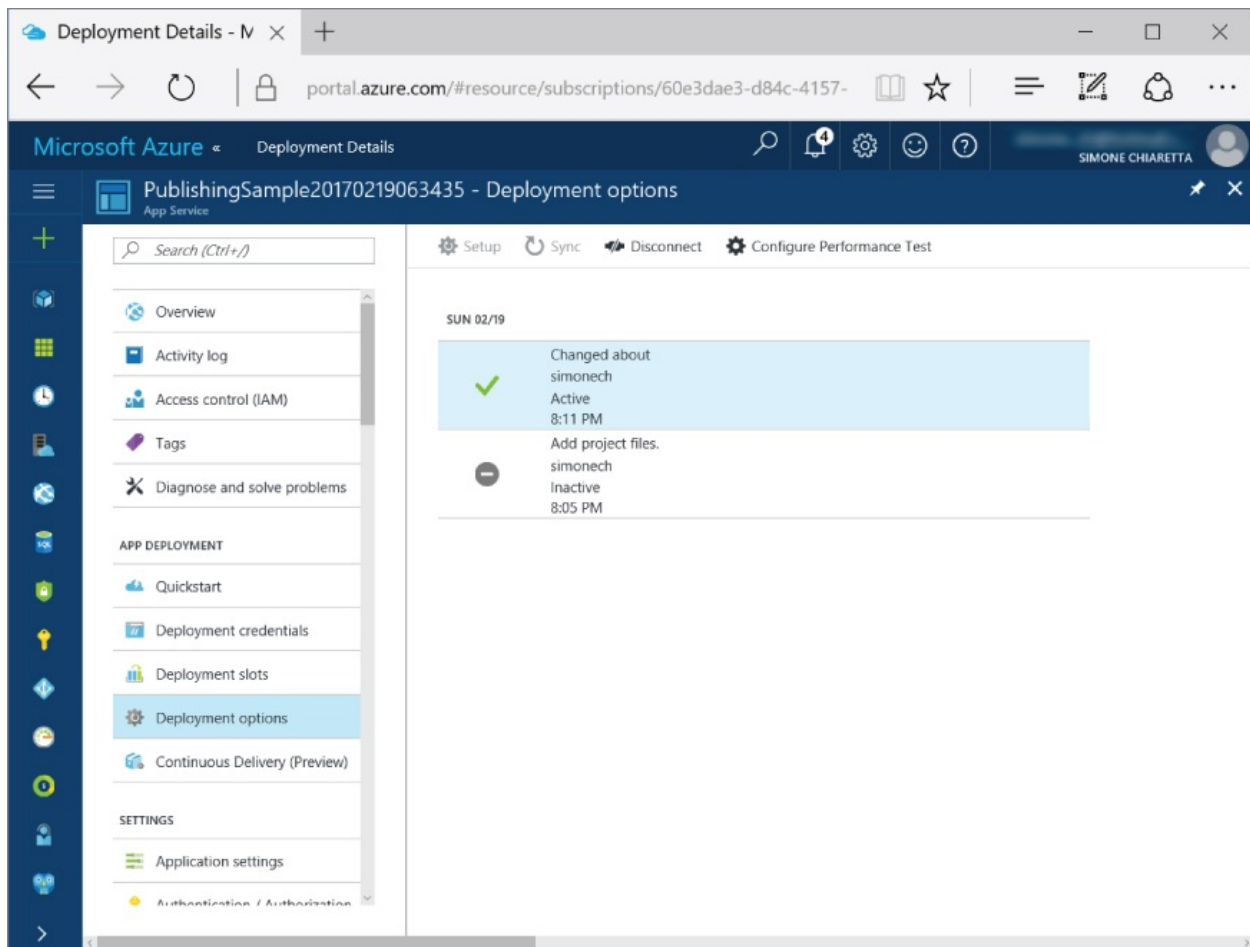 Deployment Details - M
portal.azure.com/#resource/subscriptions/60e3dae3-d84c-4157-
Microsoft Azure « Deployment Details
4
SIMONE CHIARETTA
PublishingSample20170219063435 - Deployment options
App Service
Search (Ctrl+/)
Overview
Activity log
Access control (IAM)
Tags
Diagnose and solve problems
APP DEPLOYMENT
Quickstart
Deployment credentials
Deployment slots
Deployment options
Continuous Delivery (Preview)
SETTINGS
Application settings
Authentication / Authorization
Setup Sync Disconnect Configure Performance Test
SUN 02/19
Changed about
simonech
Active
8:11 PM
Add project files.
simonech
Inactive
8:05 PM